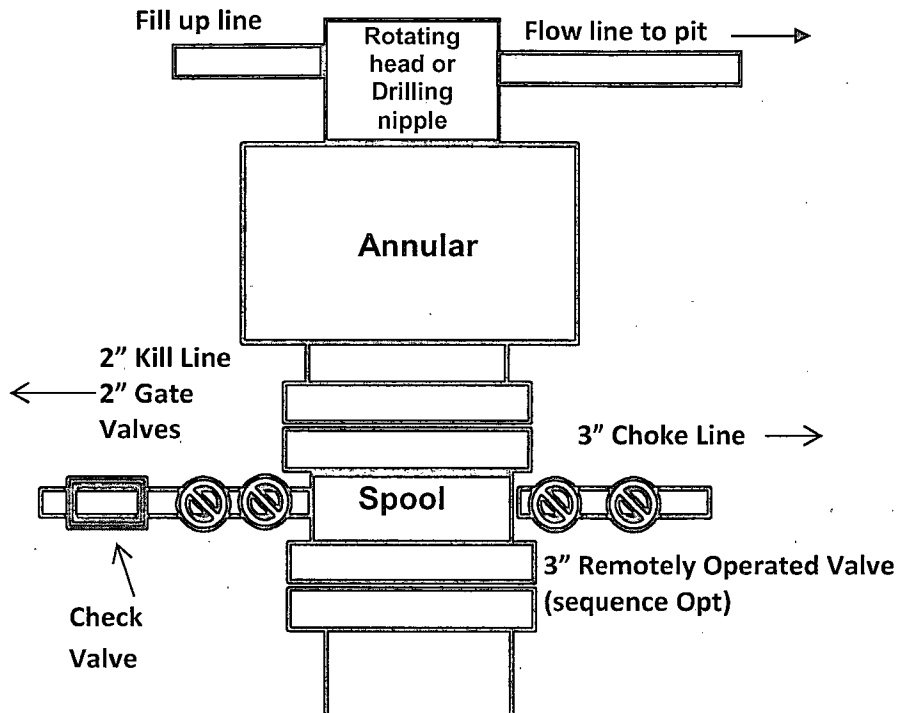 Fill up line
Rotating
head or
Drilling
nipple
Flow line to pit
Annular
2” Kill Line
2” Gate
Valves
3” Choke Line
Spool
3” Remotely Operated Valve
(sequence Opt)
Check
Valve